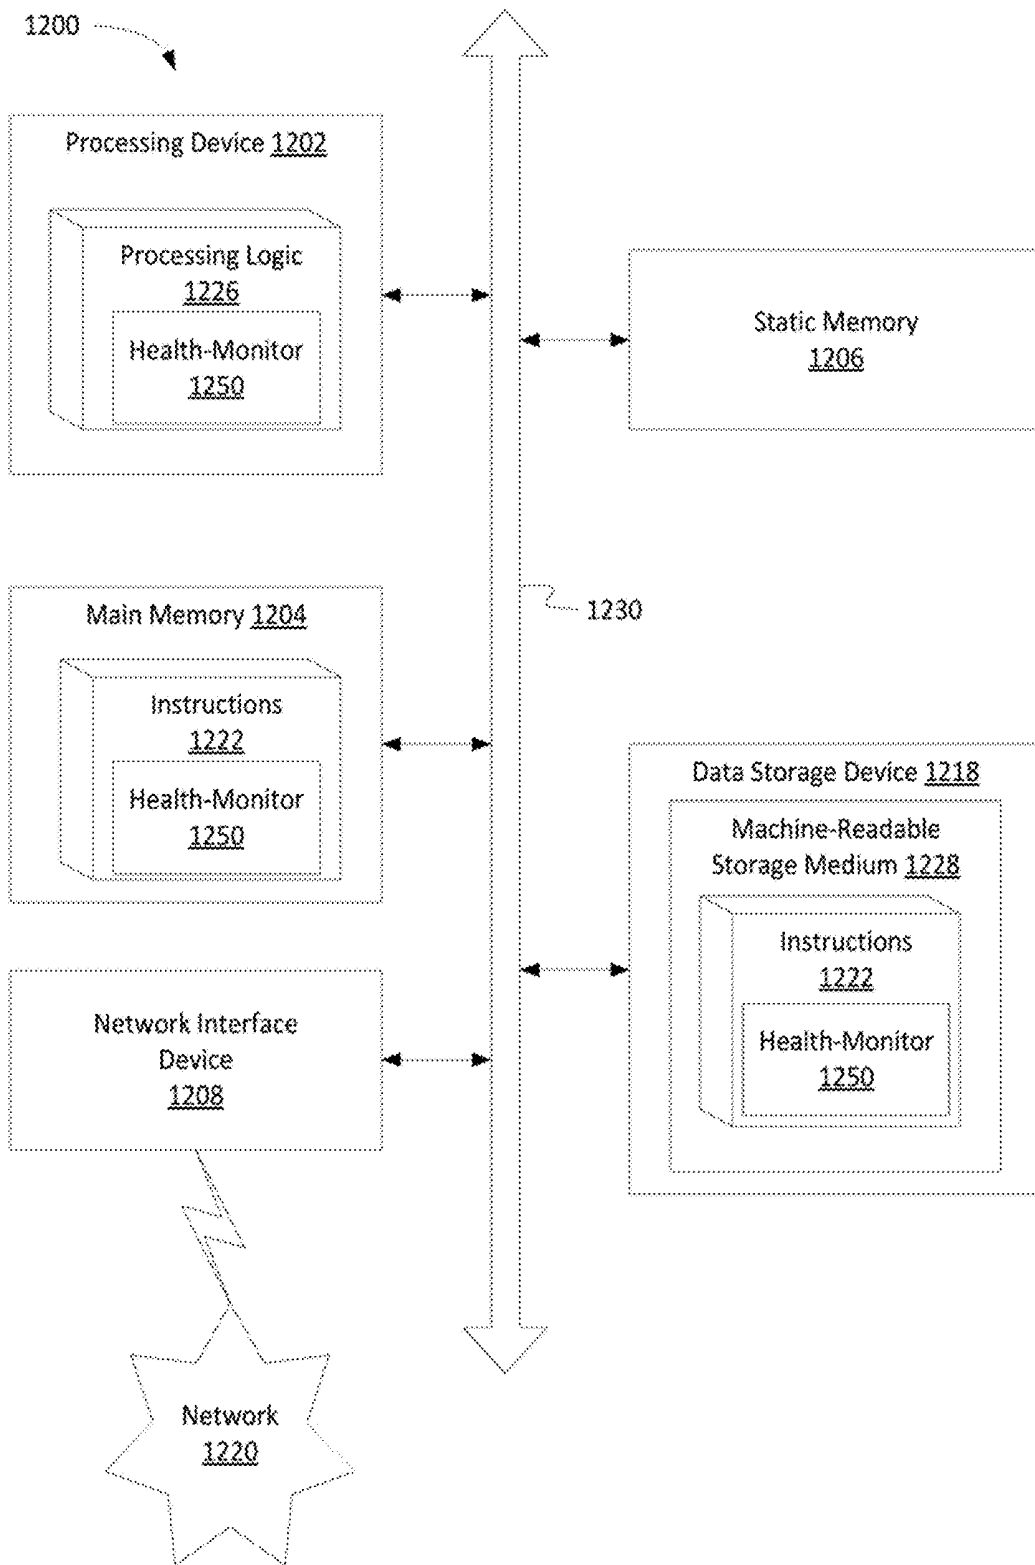 1200
Processing Device 1202
Processing Logic
1226
Health-Monitor
1250
Static Memory
1206
1230
Main Memory 1204
Instructions
1222
Health-Monitor
1250
Data Storage Device 1218
Machine-Readable
Storage Medium 1228
Instructions
1222
Health-Monitor
1250
Network Interface
Device
1208
Network
1220